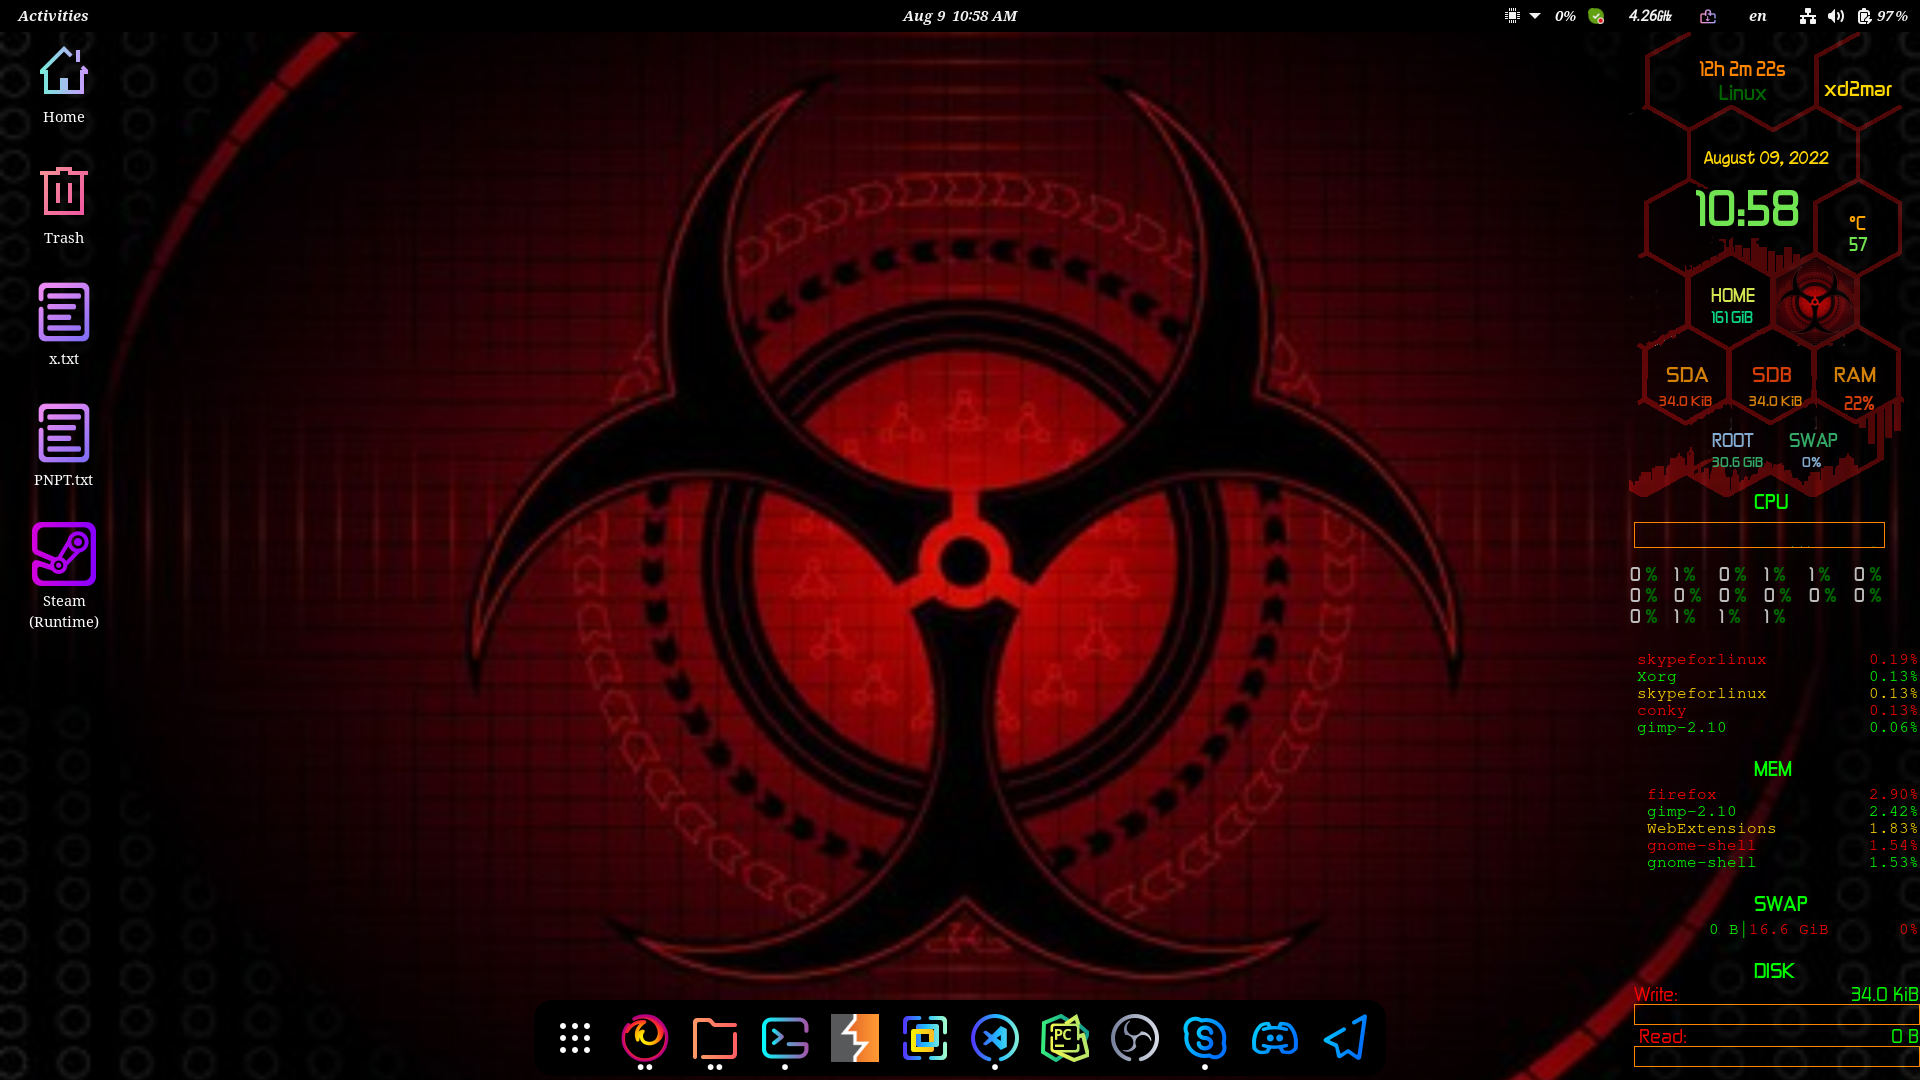 Activities
Aug 9 10:58 AM
0%
4.26GHz
en
97 %
Home
Trash
x.txt
PNPT.txt
Steam
(Runtime)
12h 2m 22s
Linux
xd2mar
August 09, 2022
10:58
°C
57
HOME
161 GiB
SDA
34.0 KiB
SDB
34.0 KiB
RAM
22%
ROOT
30.6 GiB
SWAP
0%
CPU
0 % 1 % 0 % 1 % 1 % 0 %
0 % 0 % 0 % 0 % 0 % 0 %
0 % 1 % 1 % 1 %
skypeforlinux 0.19%
Xorg 0.13%
skypeforlinux 0.13%
conky 0.13%
gimp-2.10 0.06%
MEM
firefox 2.90%
gimp-2.10 2.42%
WebExtensions 1.83%
gnome-shell 1.54%
gnome-shell 1.53%
SWAP
0 B|16.6 GiB 0%
DISK
Write: 34.0 KiB
Read: 0 B
PC
S